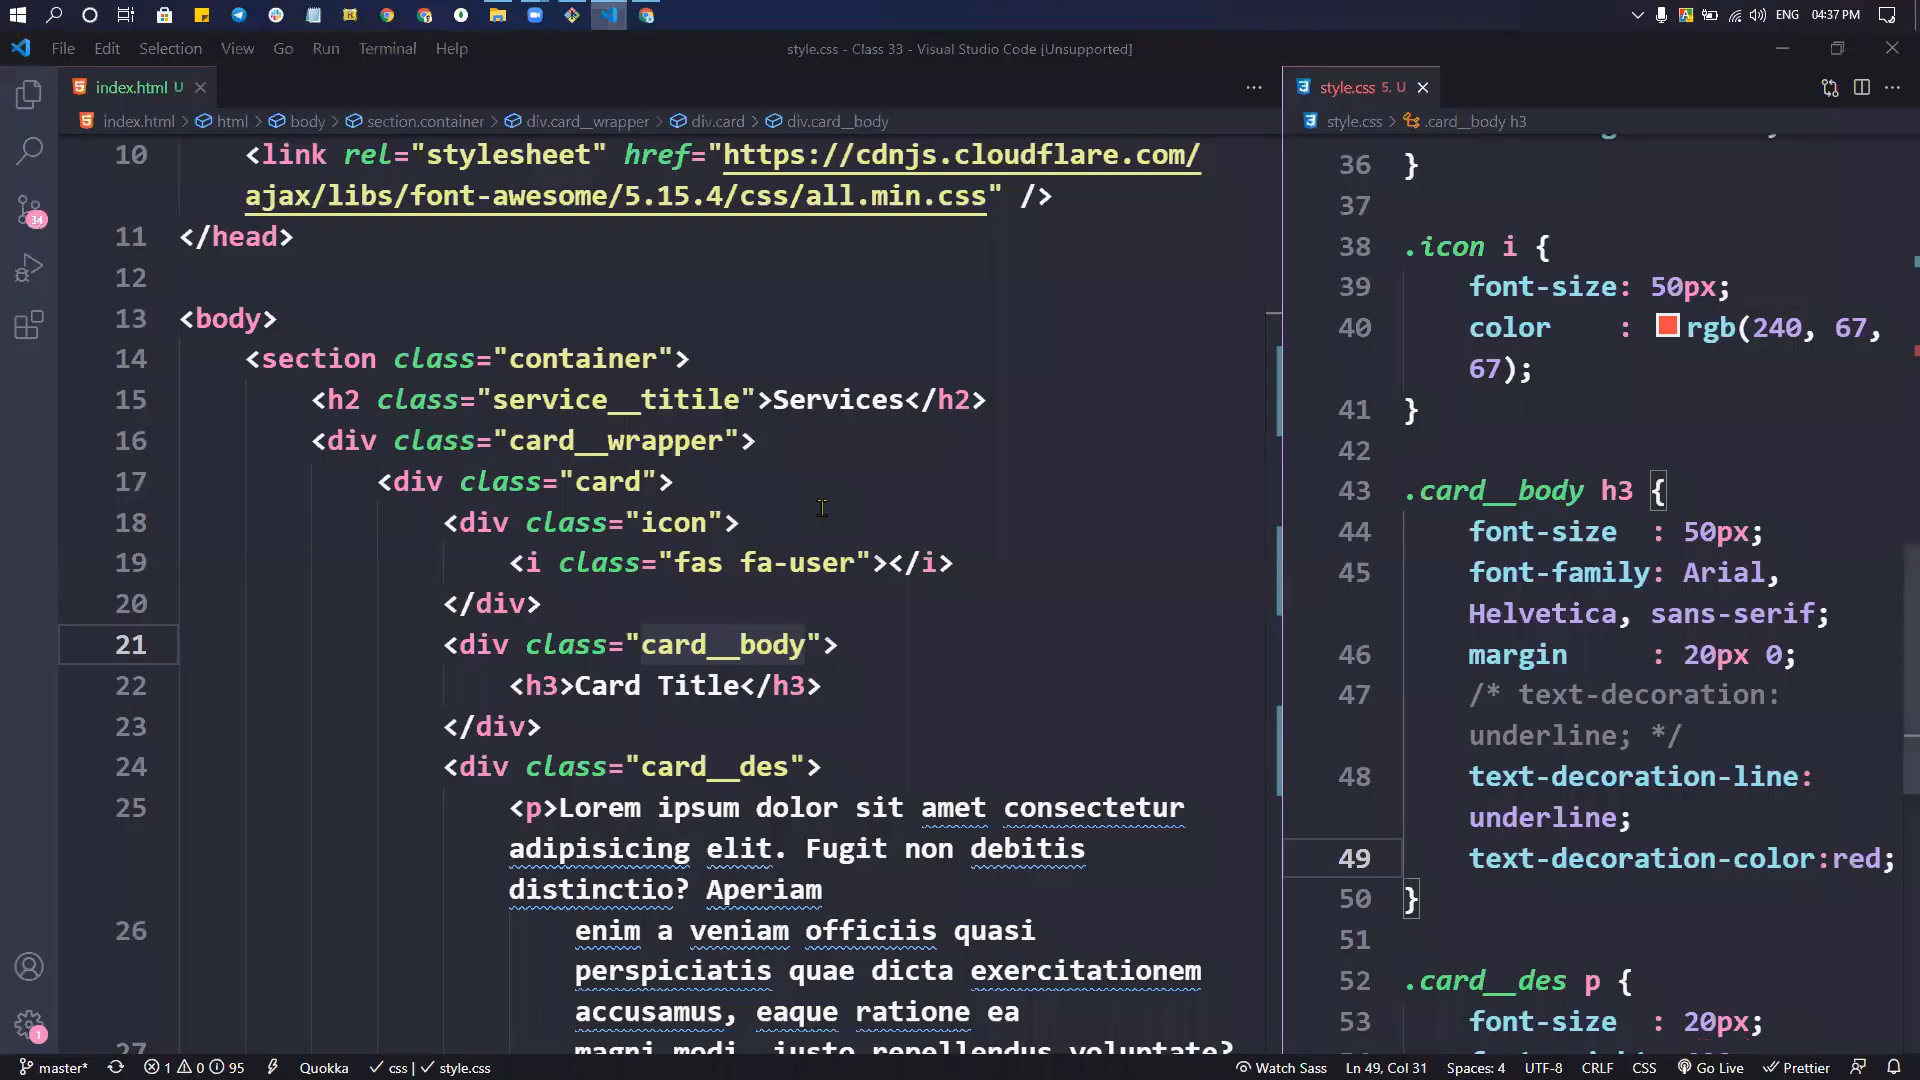 ENG 04:37 PM
File Edit Selection View Go Run Terminal Help
style.css - Class 33 - Visual Studio Code [Unsupported]
index.html U
index.html > html > body > section.container > div.card__wrapper > div.card > div.card__body
10 <link rel="stylesheet" href="https://cdnjs.cloudflare.com/
ajax/libs/font-awesome/5.15.4/css/all.min.css" />
11 </head>
12
13 <body>
14 <section class="container">
15 <h2 class="service__titile">Services</h2>
16 <div class="card__wrapper">
17 <div class="card">
18 <div class="icon">
19 <i class="fas fa-user"></i>
20 </div>
21 <div class="card__body">
22 <h3>Card Title</h3>
23 </div>
24 <div class="card__des">
25 <p>Lorem ipsum dolor sit amet consectetur
adipisicing elit. Fugit non debitis
distinctio? Aperiam
26 enim a veniam officiis quasi
perspiciatis quae dicta exercitationem
accusamus, eaque ratione ea
27 magni modi, iusto repellendus voluptate?
style.css 5, U
style.css > .card__body h3
36 }
37
38 .icon i {
39 font-size: 50px;
40 color : rgb(240, 67,
67);
41 }
42
43 .card__body h3 {
44 font-size : 50px;
45 font-family: Arial,
Helvetica, sans-serif;
46 margin : 20px 0;
47 /* text-decoration:
underline; */
48 text-decoration-line:
underline;
49 text-decoration-color:red;
50 }
51
52 .card__des p {
53 font-size : 20px;
34
1
master* 1 0 95 Quokka css | style.css
Watch Sass Ln 49, Col 31 Spaces: 4 UTF-8 CRLF CSS Go Live Prettier